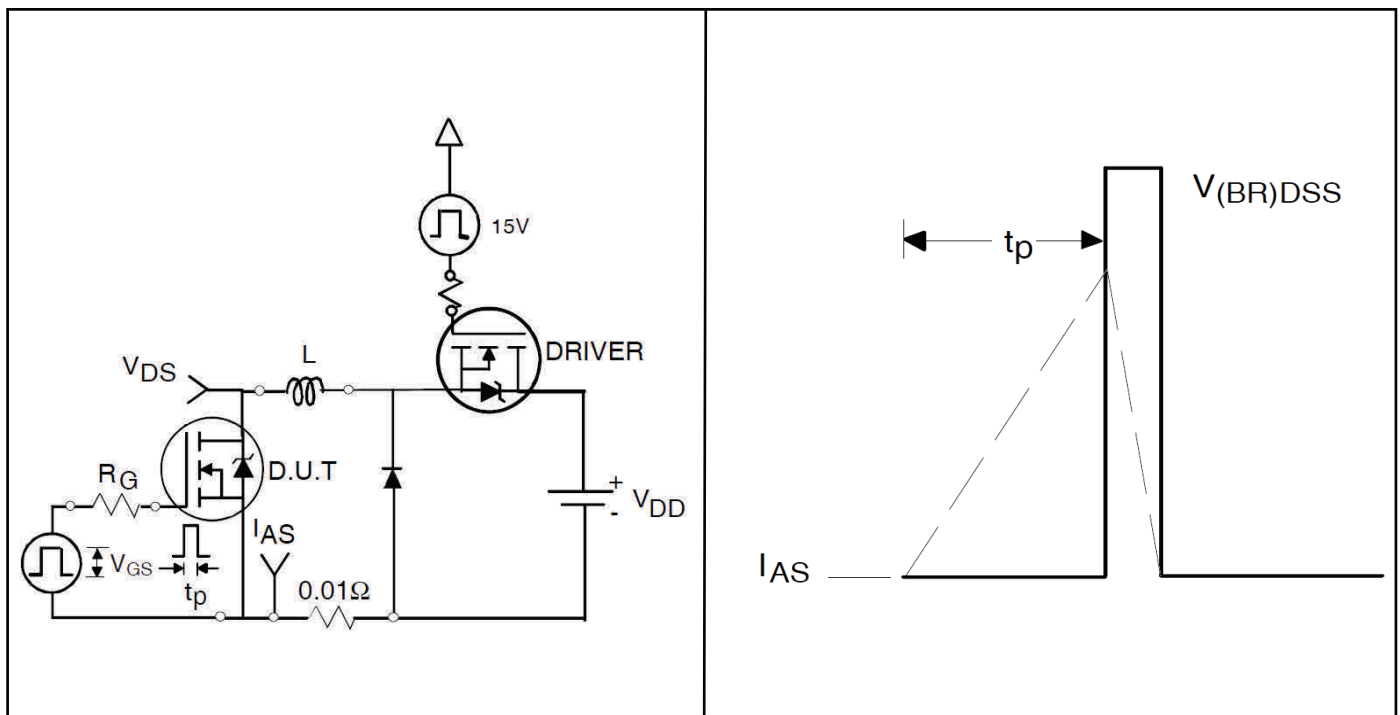 15V
DRIVER
L
VDS
D.U.T
RG
+
VDD
-
IAS
VGS
tp
0.01Ω
V(BR)DSS
tp
IAS